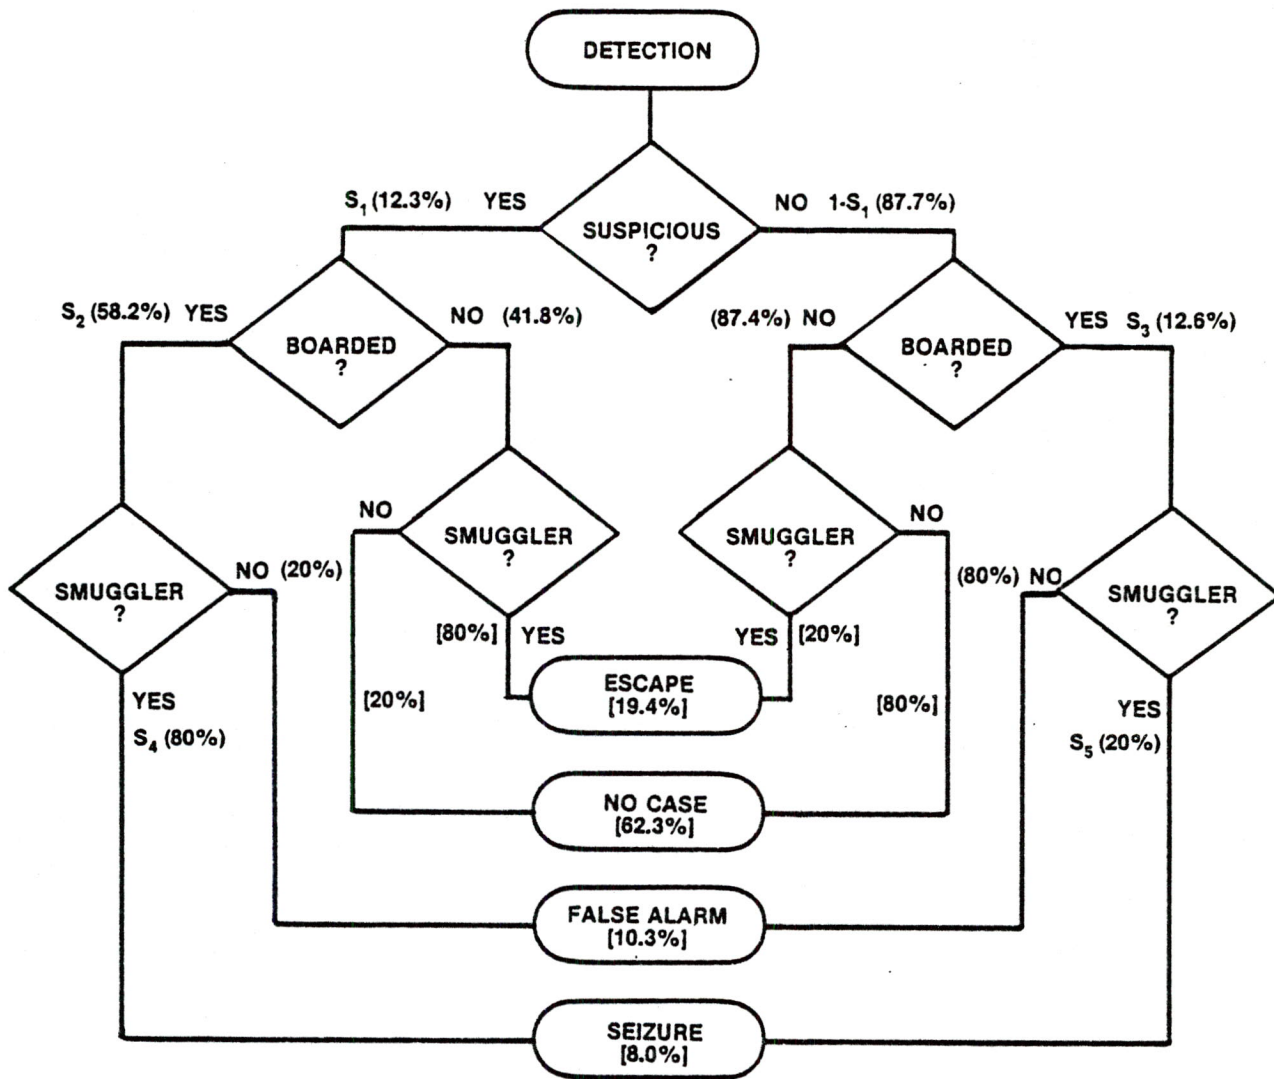 DETECTION
S₁ (12.3%) YES
NO 1-S₁ (87.7%)
SUSPICIOUS
?
S₂ (58.2%) YES
NO (41.8%)
(87.4%) NO
YES S₃ (12.6%)
BOARDED
?
BOARDED
?
NO
SMUGGLER
?
SMUGGLER
?
NO
SMUGGLER
?
NO (20%)
(80%) NO
SMUGGLER
?
[80%] YES
YES [20%]
ESCAPE
[19.4%]
YES
S₄ (80%)
[20%]
[80%]
YES
S₅ (20%)
NO CASE
[62.3%]
FALSE ALARM
[10.3%]
SEIZURE
[8.0%]